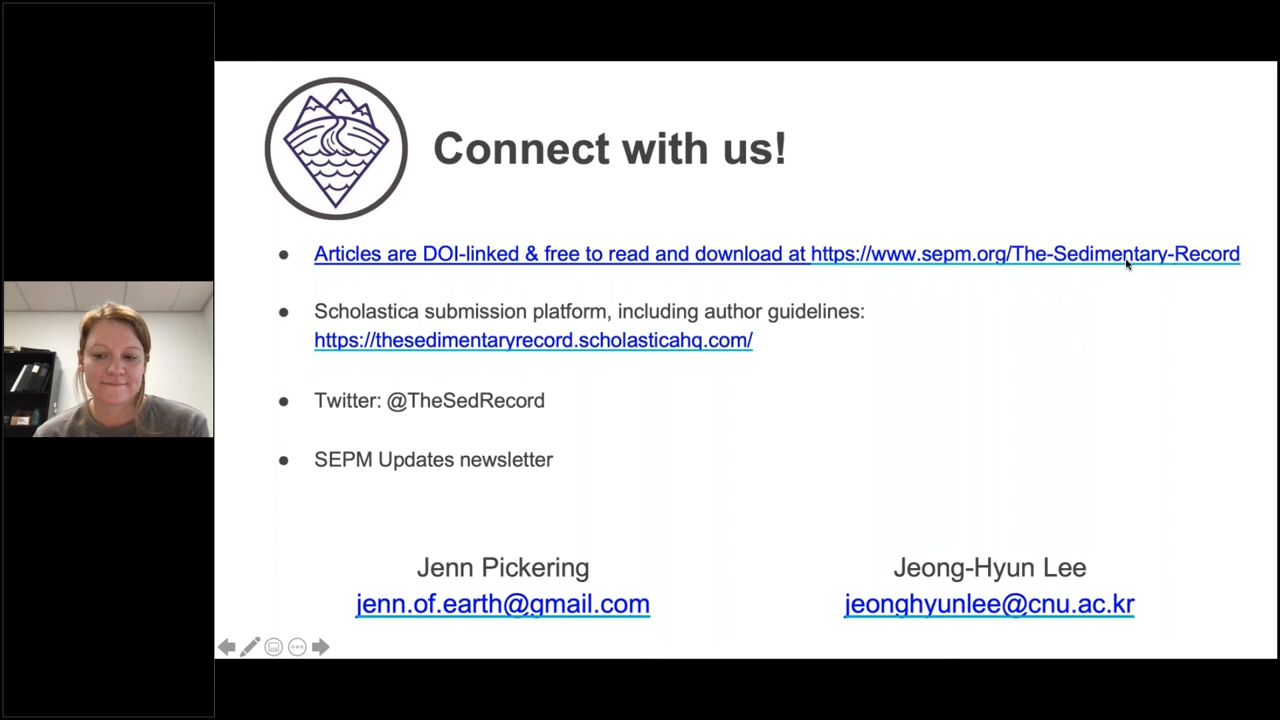 Connect with us!
● Articles are DOI-linked & free to read and download at https://www.sepm.org/The-Sedimentary-Record
● Scholastica submission platform, including author guidelines:
https://thesedimentaryrecord.scholasticahq.com/
● Twitter: @TheSedRecord
● SEPM Updates newsletter
Jenn Pickering
jenn.of.earth@gmail.com
Jeong-Hyun Lee
jeonghyunlee@cnu.ac.kr